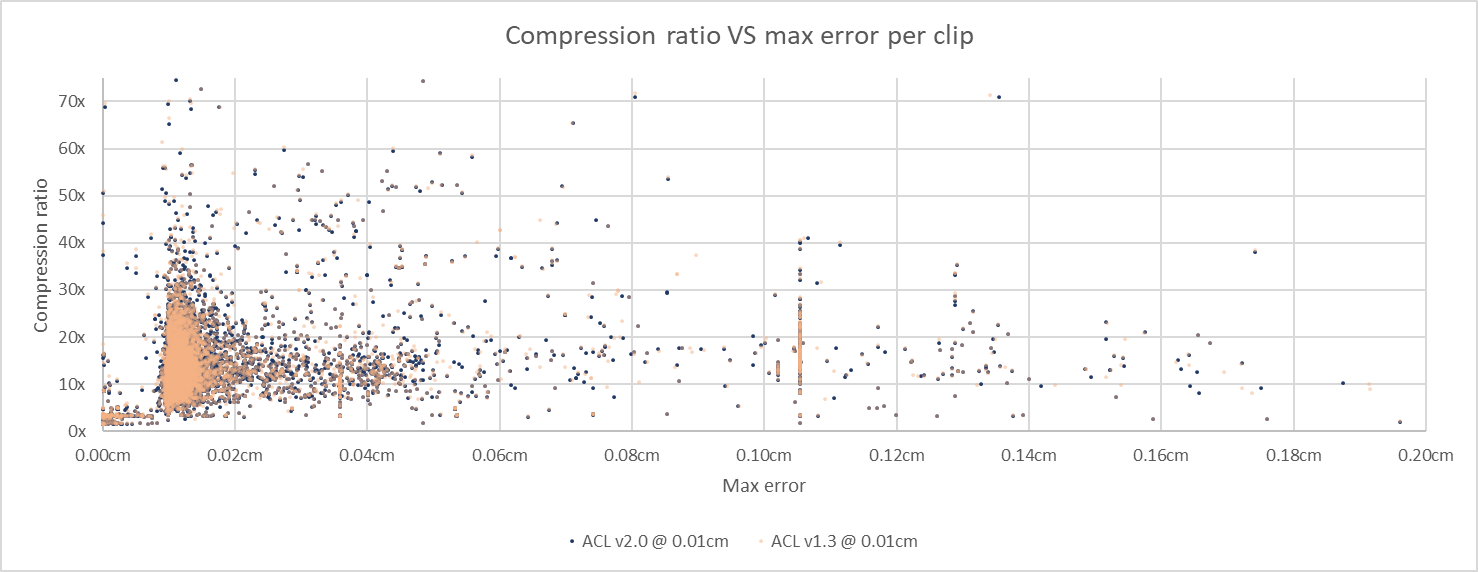 Compression ratio VS max error per clip
70x
60x
50x
40x
30x
20x
10x
0x
Compression ratio
0.00cm 0.02cm 0.04cm 0.06cm 0.08cm 0.10cm 0.12cm 0.14cm 0.16cm 0.18cm 0.20cm
Max error
ACL v2.0 @ 0.01cm ACL v1.3 @ 0.01cm